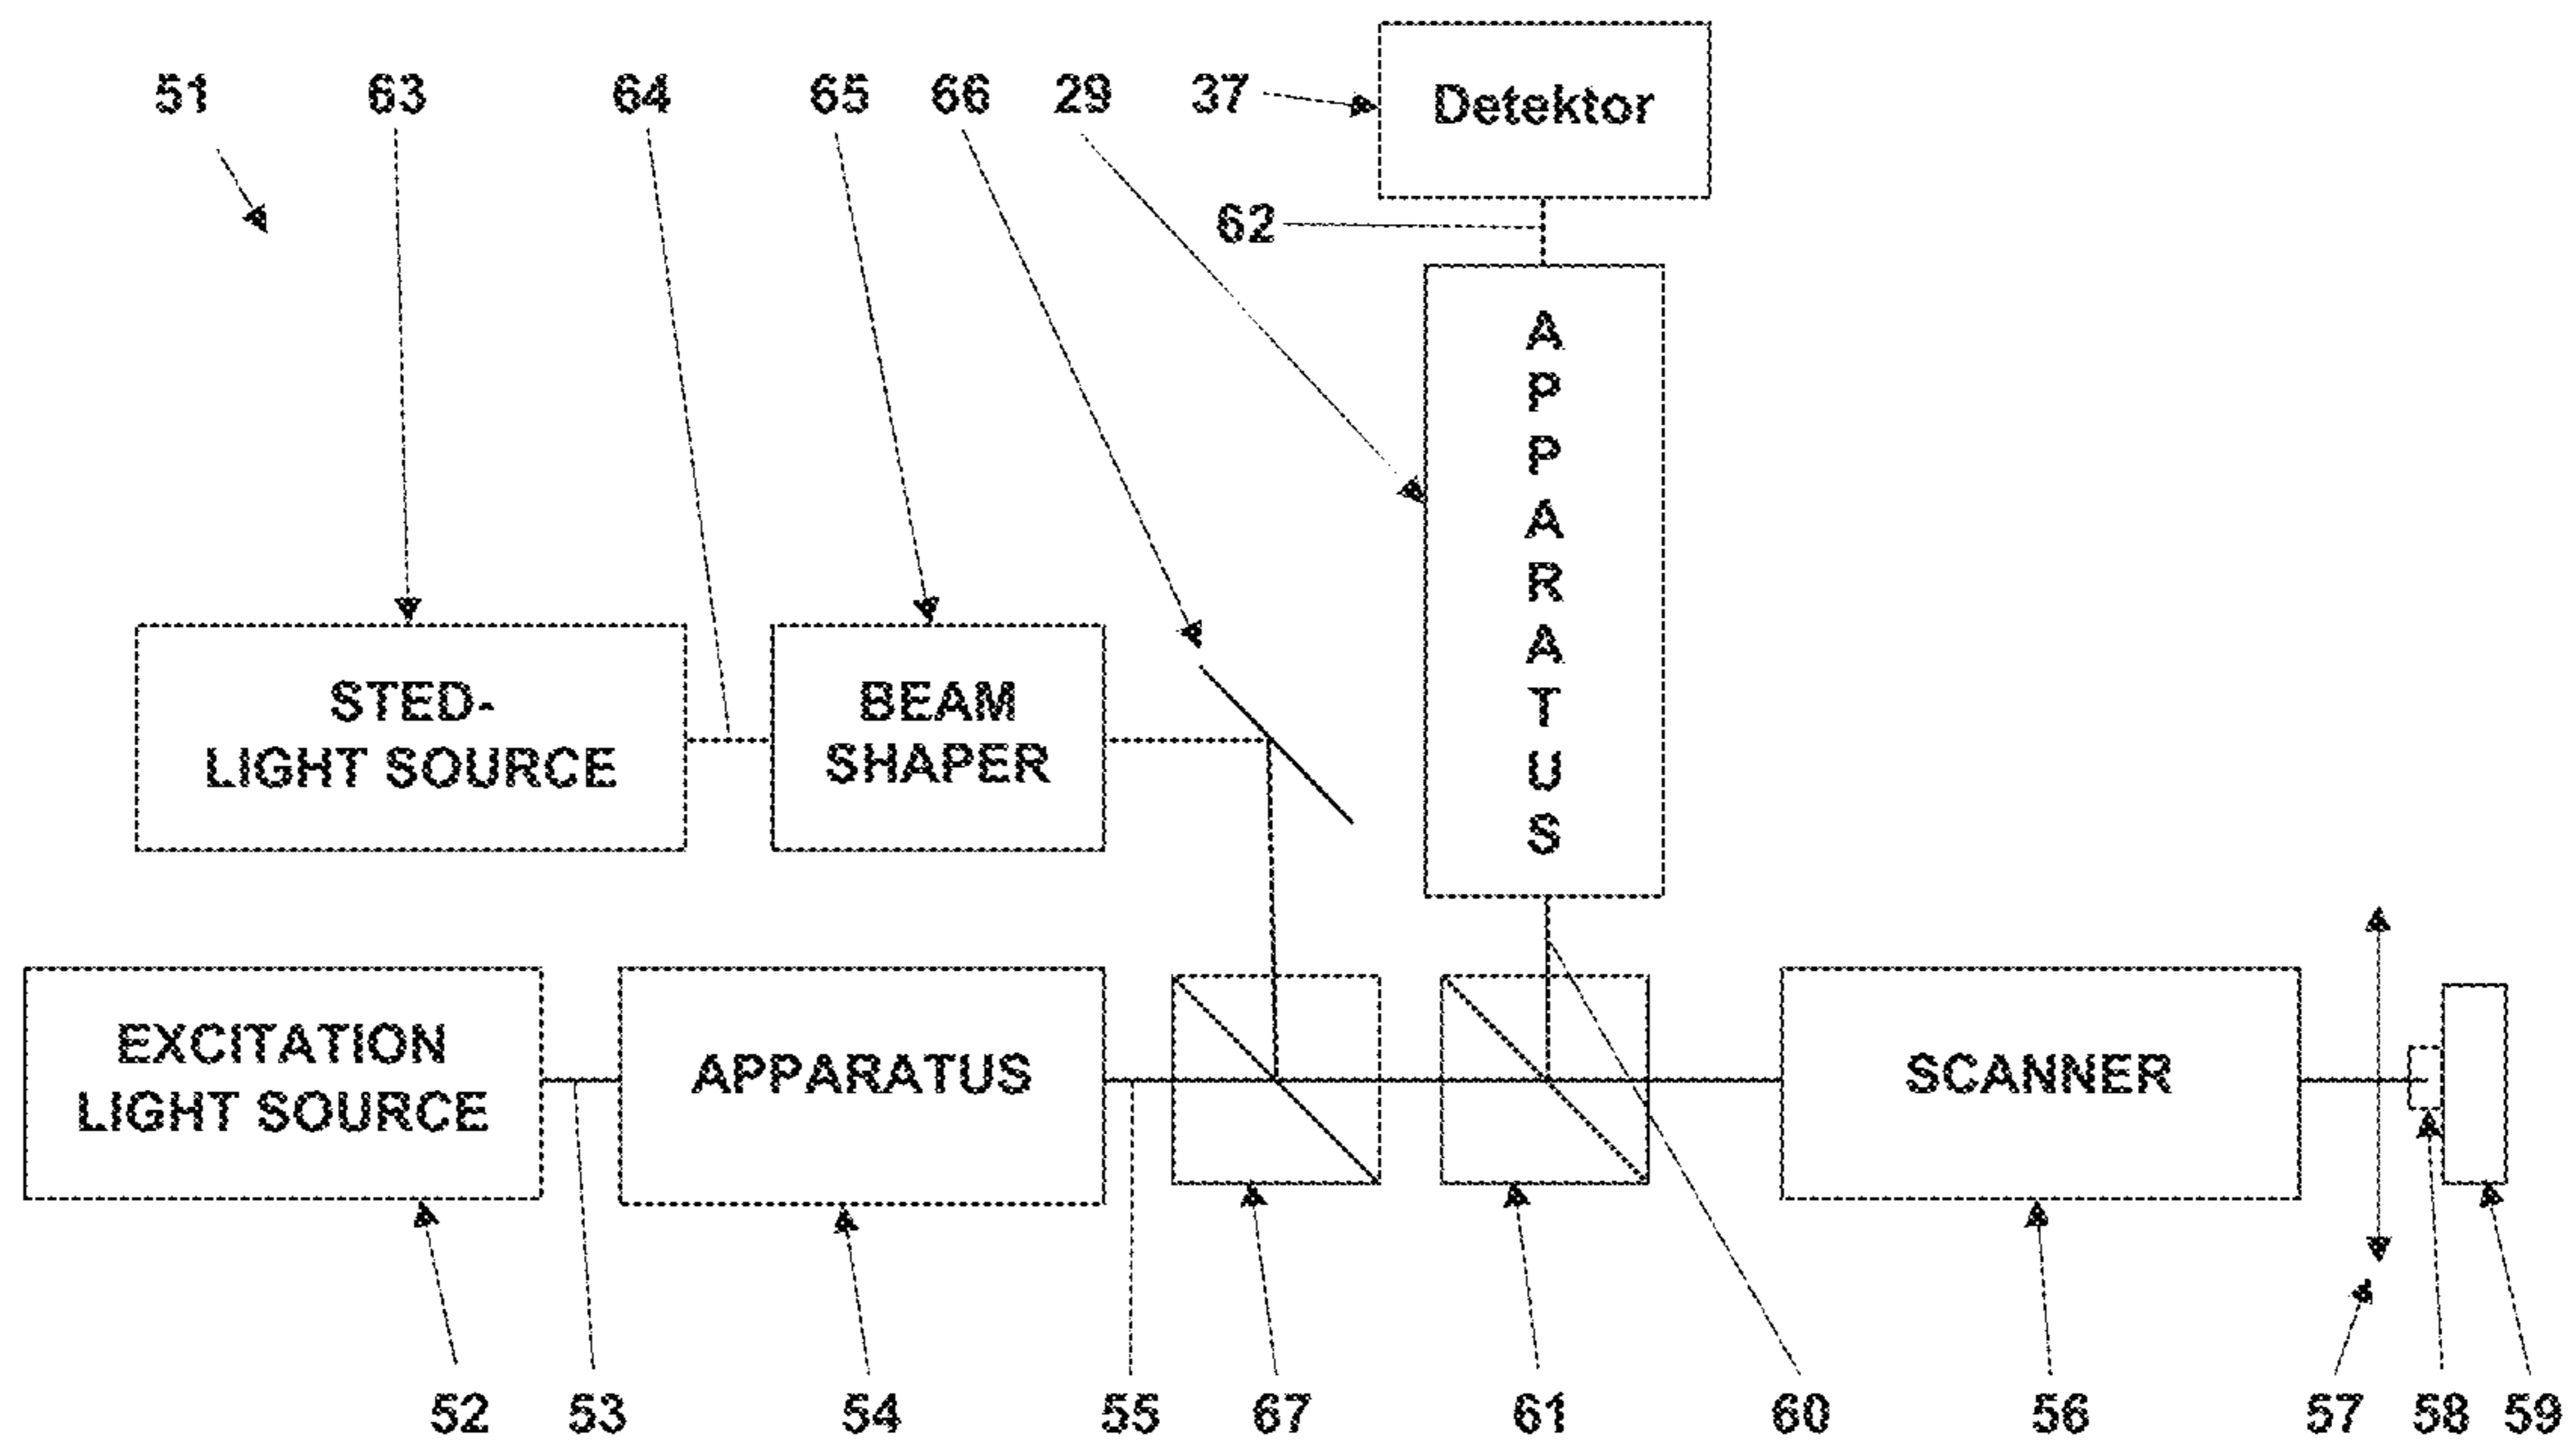 51 63 64 65 66 29 37
Detektor
62
APPARATUS
STED-
LIGHT SOURCE
BEAM
SHAPER
EXCITATION
LIGHT SOURCE
APPARATUS
SCANNER
52 53 54 55 67 61 60 56 57 58 59